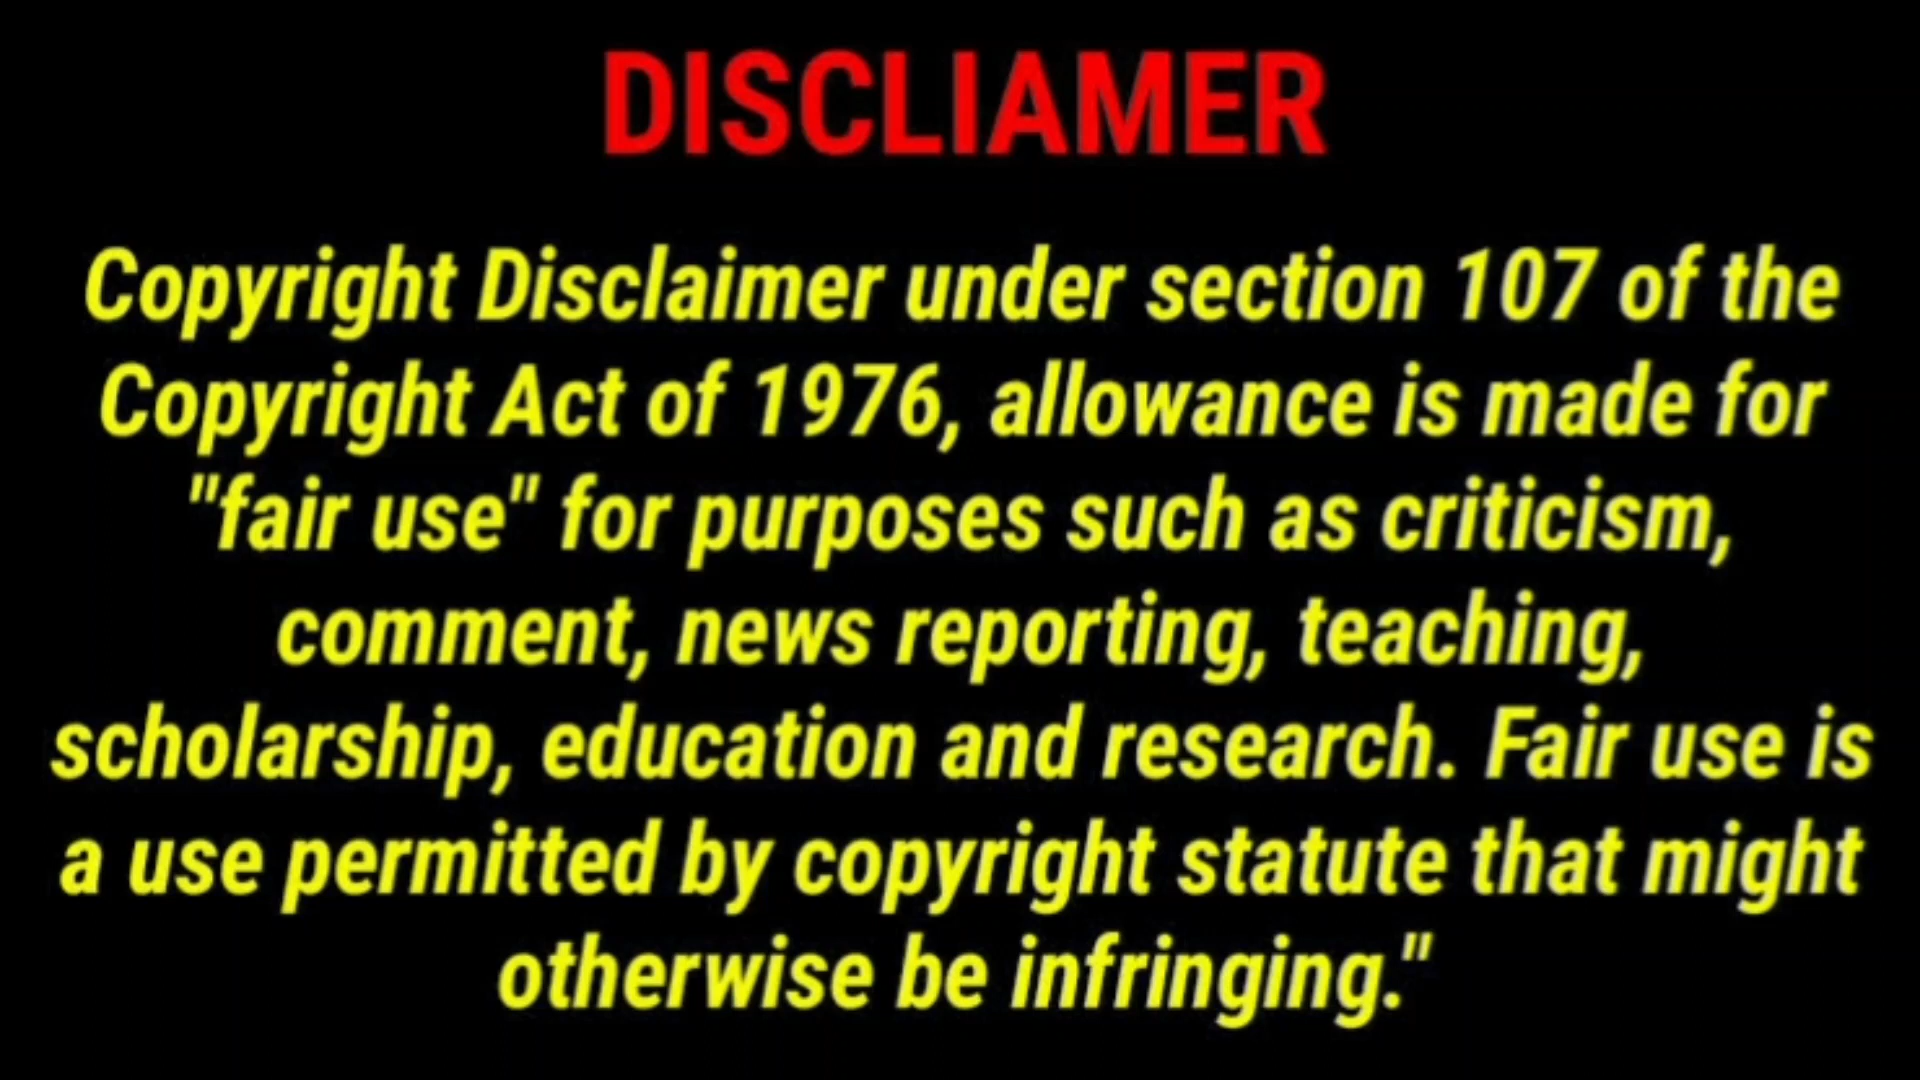 DISCLIAMER
Copyright Disclaimer under section 107 of the
Copyright Act of 1976, allowance is made for
"fair use" for purposes such as criticism,
comment, news reporting, teaching,
scholarship, education and research. Fair use is
a use permitted by copyright statute that might
otherwise be infringing."